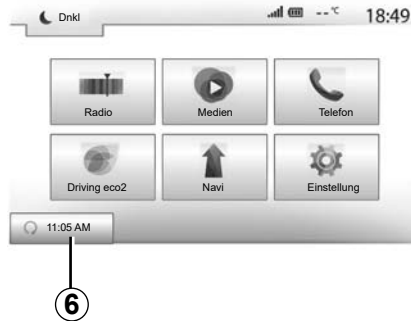 Dnkl -- °C 18:49
Radio Medien Telefon
Driving eco2 Navi Einstellung
11:05 AM
6